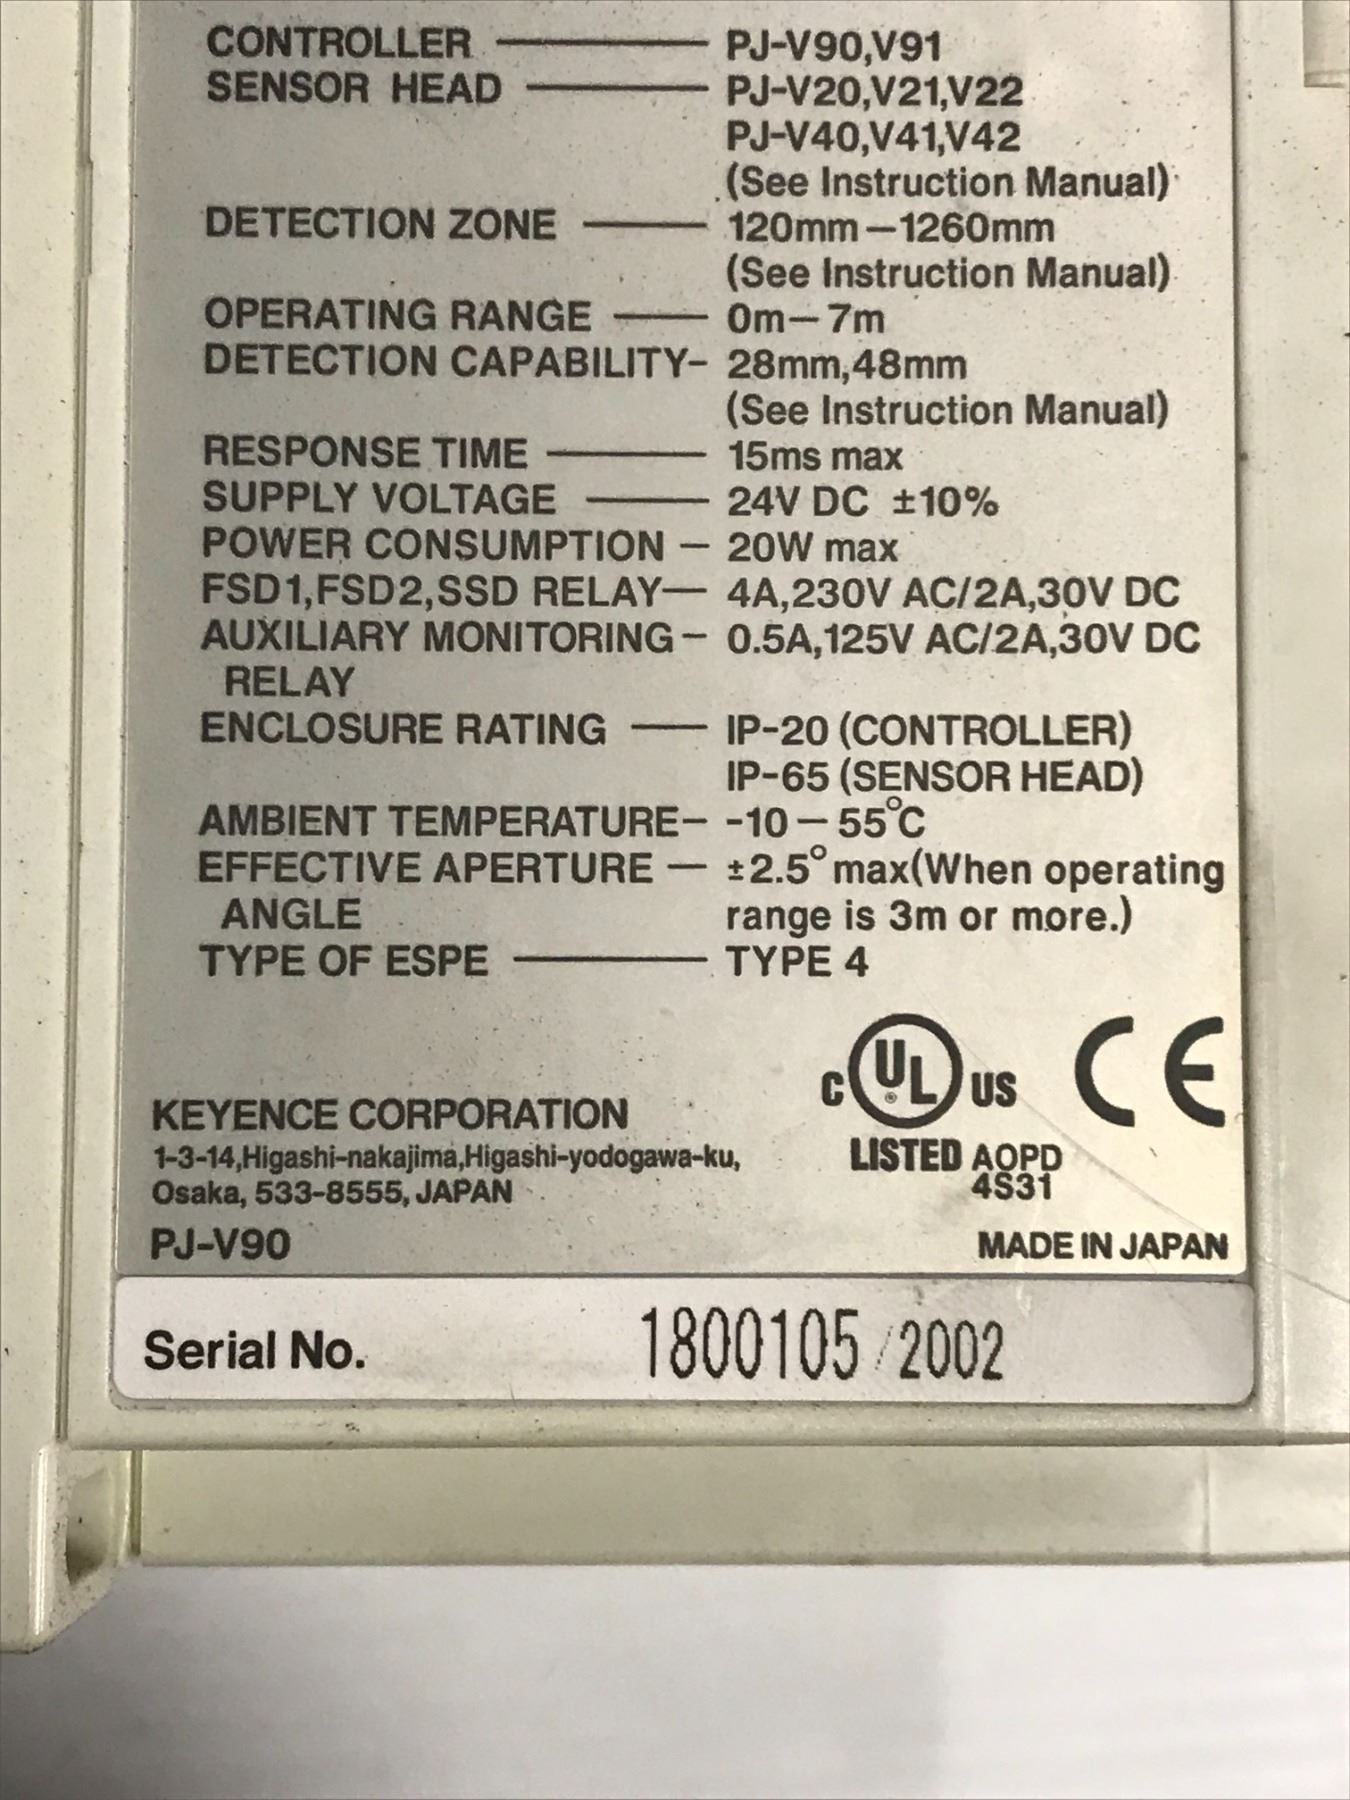 CONTROLLER — PJ-V90,V91
SENSOR HEAD — PJ-V20,V21,V22
PJ-V40,V41,V42
(See Instruction Manual)
DETECTION ZONE — 120mm—1260mm
(See Instruction Manual)
OPERATING RANGE — 0m—7m
DETECTION CAPABILITY- 28mm,48mm
(See Instruction Manual)
RESPONSE TIME — 15ms max
SUPPLY VOLTAGE — 24V DC ±10%
POWER CONSUMPTION — 20W max
FSD1,FSD2,SSD RELAY— 4A,230V AC/2A,30V DC
AUXILIARY MONITORING- 0.5A,125V AC/2A,30V DC
RELAY
ENCLOSURE RATING — IP-20 (CONTROLLER)
IP-65 (SENSOR HEAD)
AMBIENT TEMPERATURE- -10—55°C
EFFECTIVE APERTURE — ±2.5° max(When operating
ANGLE range is 3m or more.)
TYPE OF ESPE — TYPE 4
C UL® US CE
KEYENCE CORPORATION
1-3-14,Higashi-nakajima,Higashi-yodogawa-ku,
LISTED AOPD
Osaka, 533-8555, JAPAN
4S31
PJ-V90 MADE IN JAPAN
Serial No. 1800105/2002